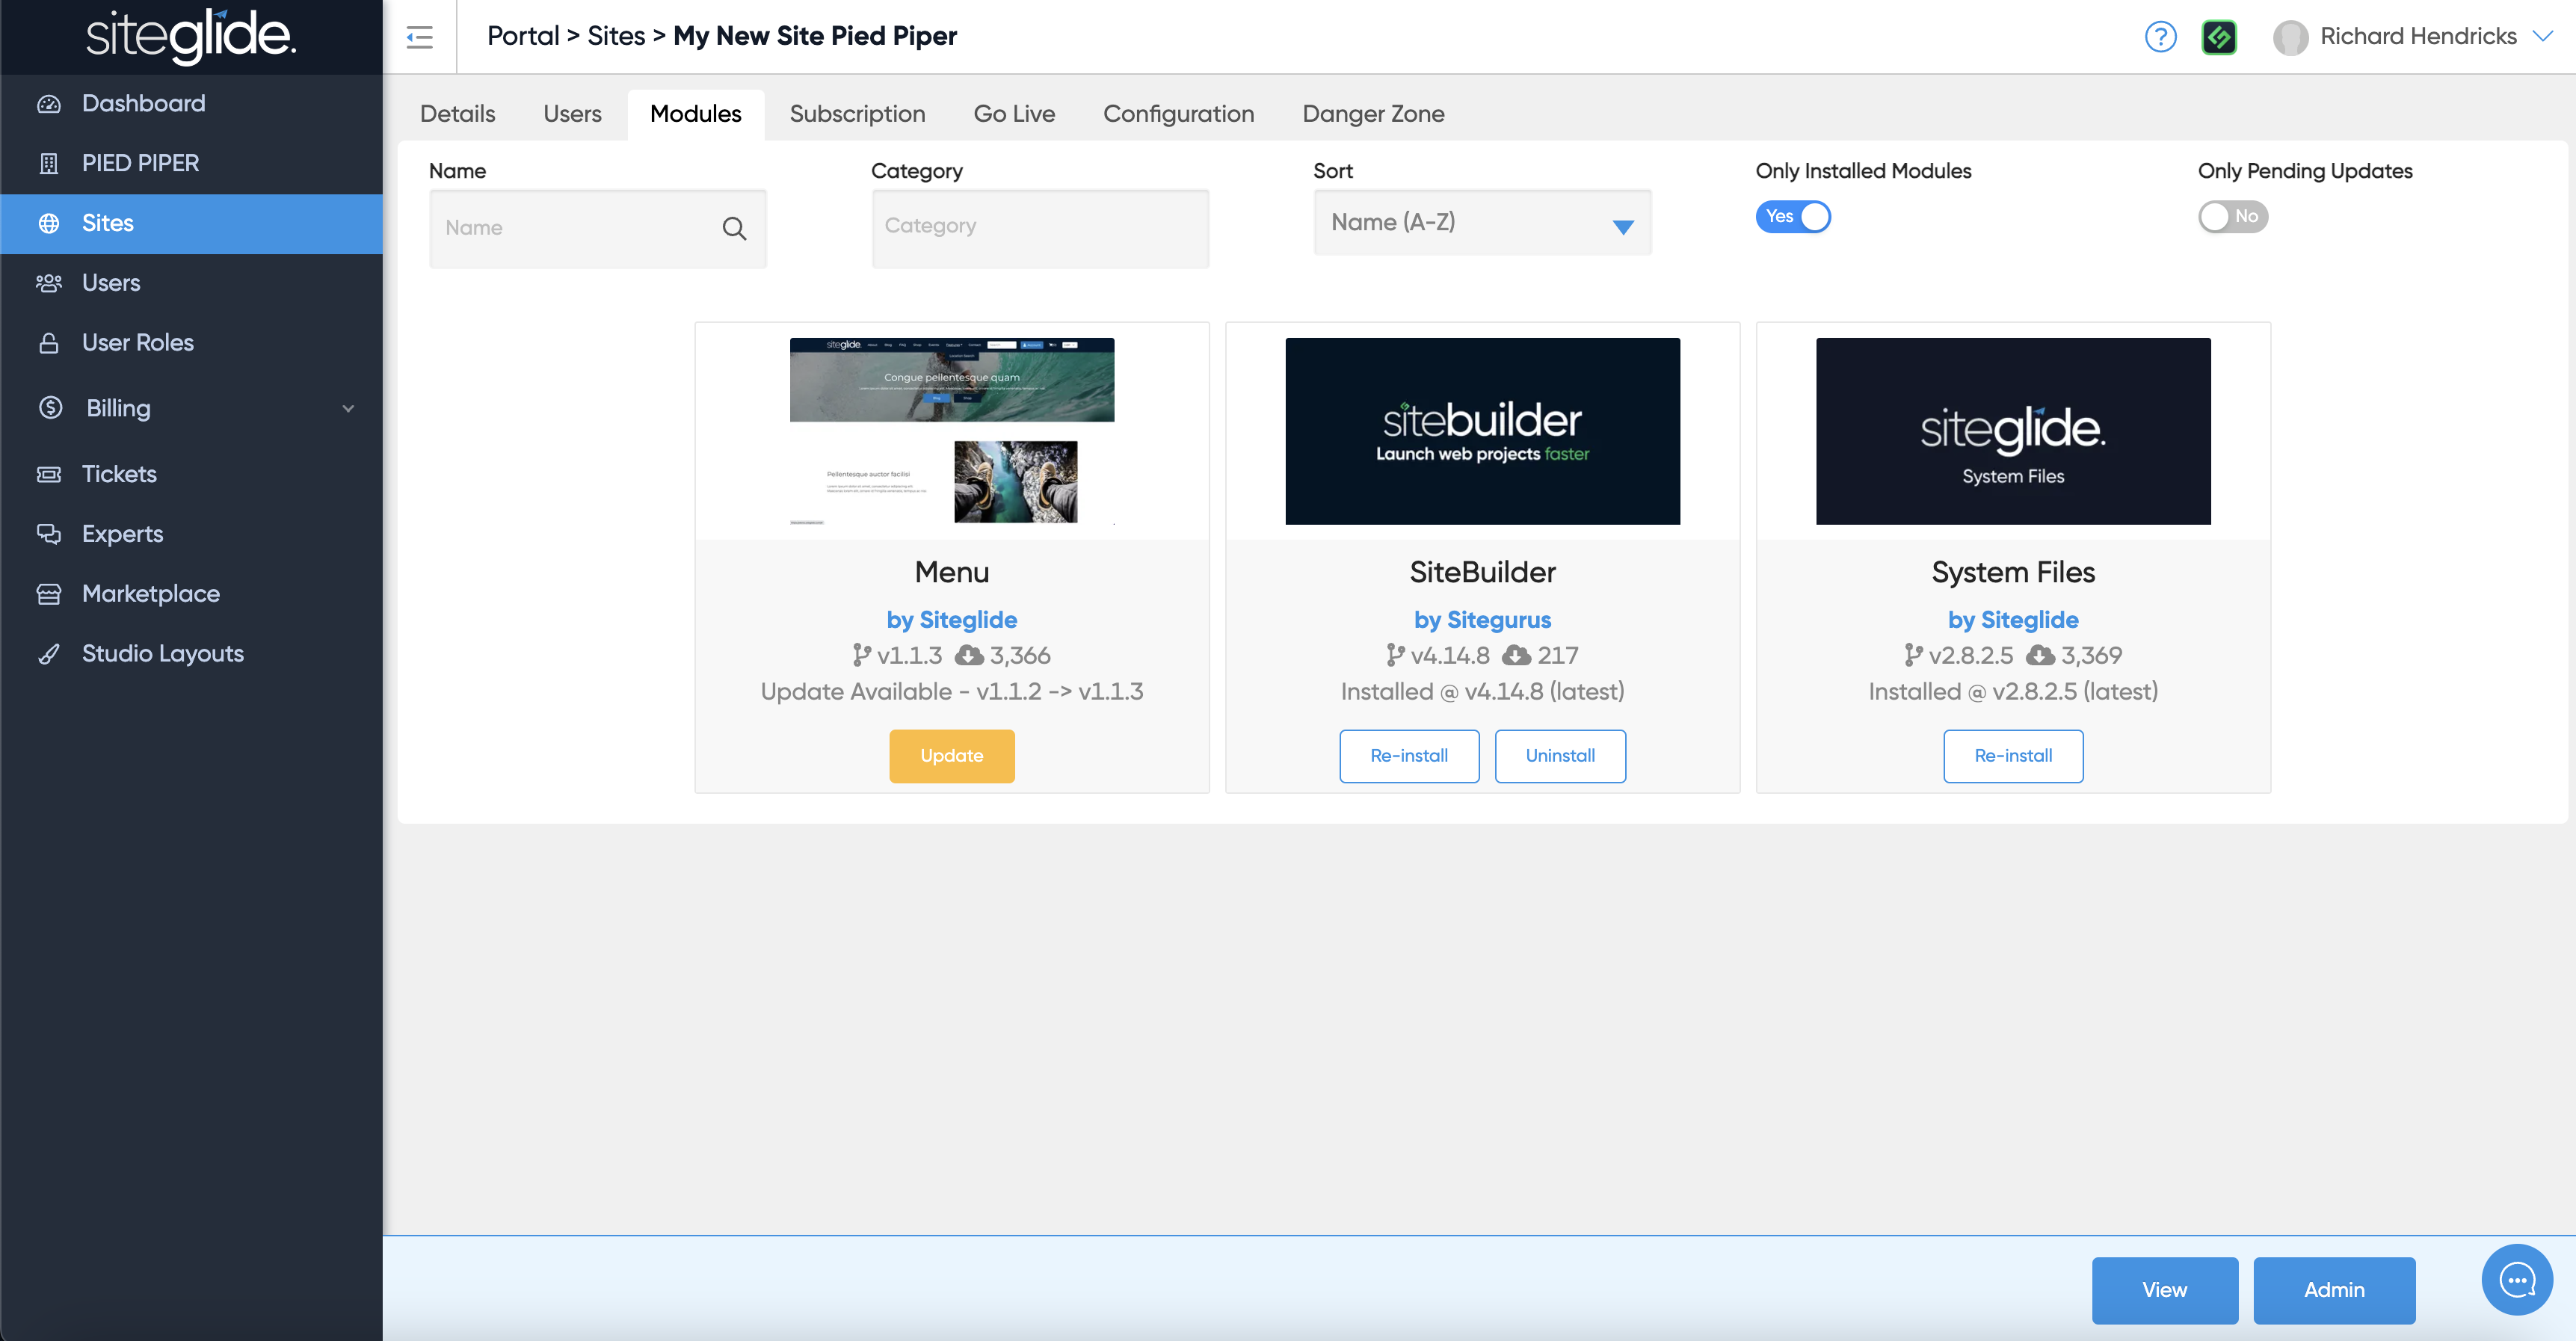 siteglide.
Portal > Sites > My New Site Pied Piper
Richard Hendricks
Dashboard
PIED PIPER
Sites
Users
User Roles
Billing
Tickets
Experts
Marketplace
Studio Layouts
Details Users Modules Subscription Go Live Configuration Danger Zone
Name Category Sort Only Installed Modules Only Pending Updates
Name Category Name (A-Z) Yes No
siteglide.
Congue pellentesque quam
Pellentesque auctor facilisi
sitebuilder
Launch web projects faster
siteglide.
System Files
Menu
by Siteglide
v1.1.3 3,366
Update Available - v1.1.2 -> v1.1.3
Update
SiteBuilder
by Sitegurus
v4.14.8 217
Installed @ v4.14.8 (latest)
Re-install Uninstall
System Files
by Siteglide
v2.8.2.5 3,369
Installed @ v2.8.2.5 (latest)
Re-install
View Admin